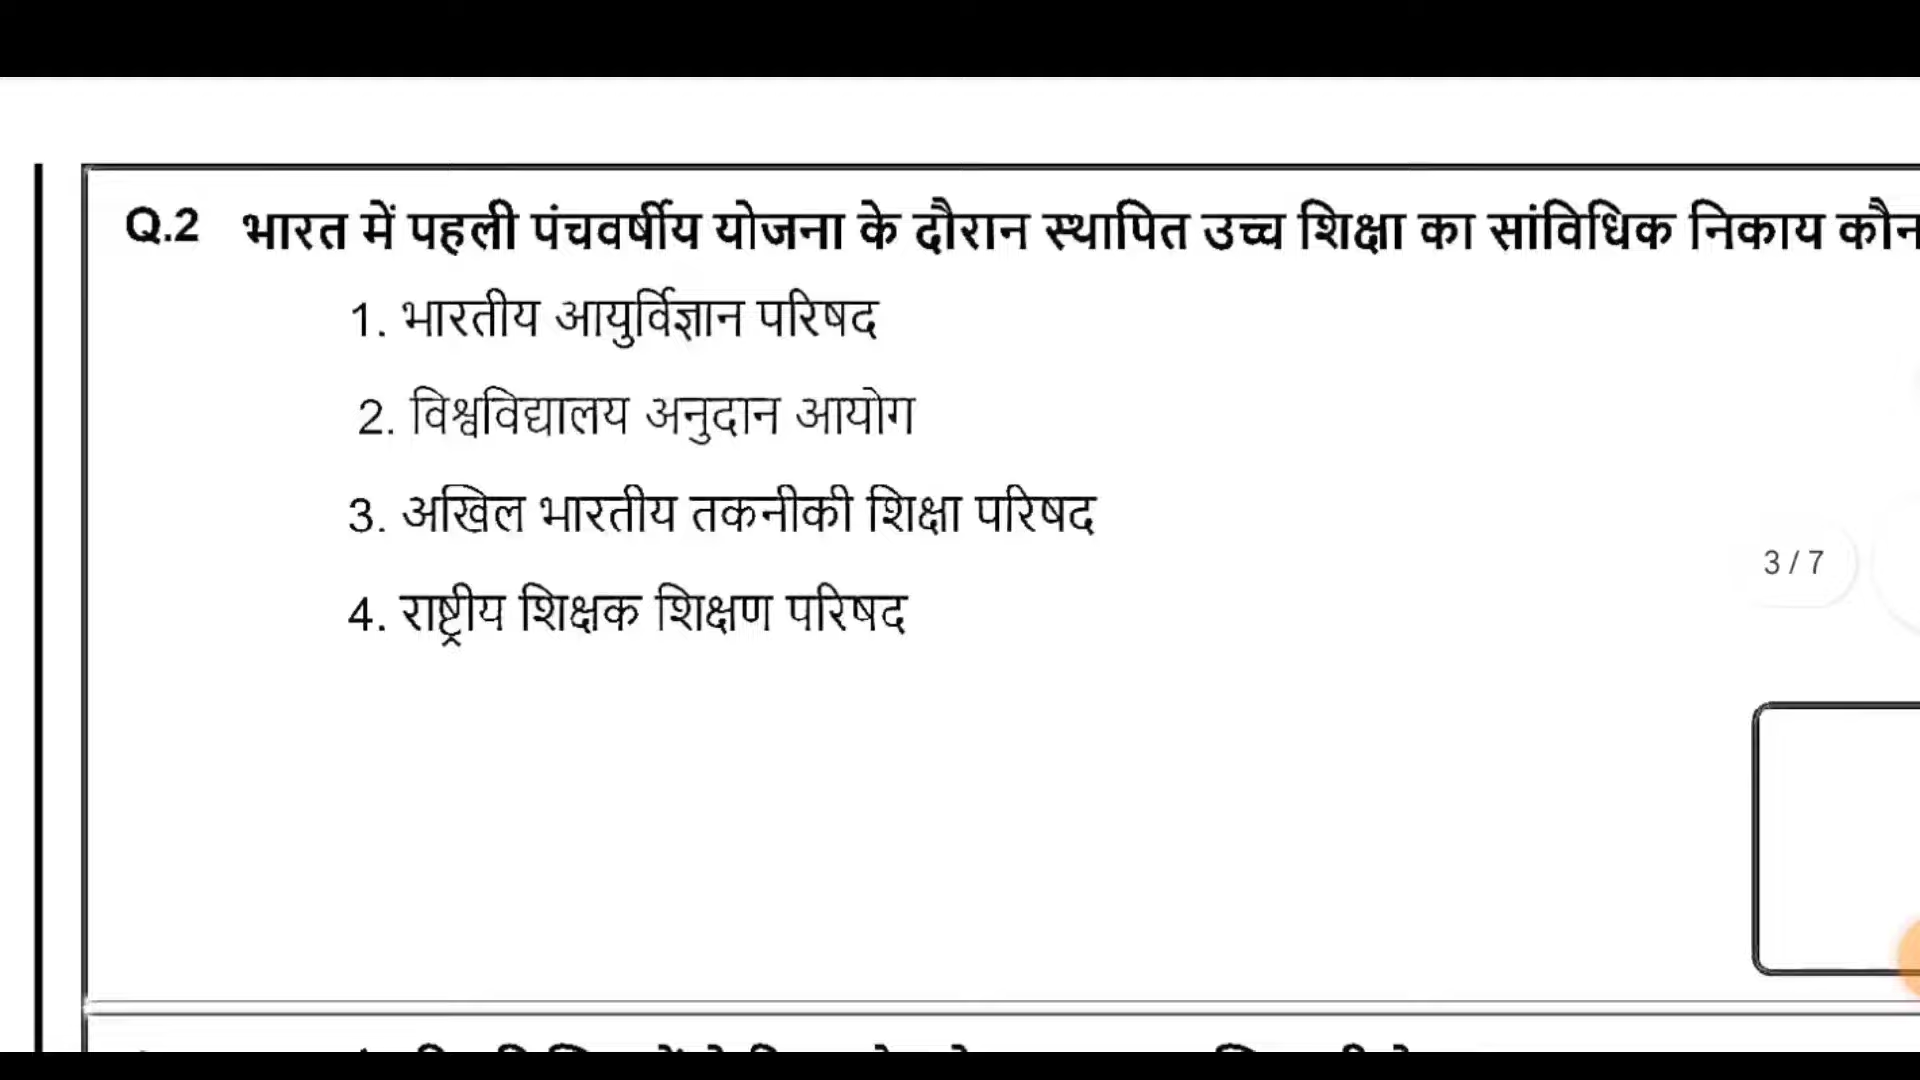 Q.2 भारत में पहली पंचवर्षीय योजना के दौरान स्थापित उच्च शिक्षा का सांविधिक निकाय कौन
1. भारतीय आयुर्विज्ञान परिषद
2. विश्वविद्यालय अनुदान आयोग
3. अखिल भारतीय तकनीकी शिक्षा परिषद
3 / 7
4. राष्ट्रीय शिक्षक शिक्षण परिषद